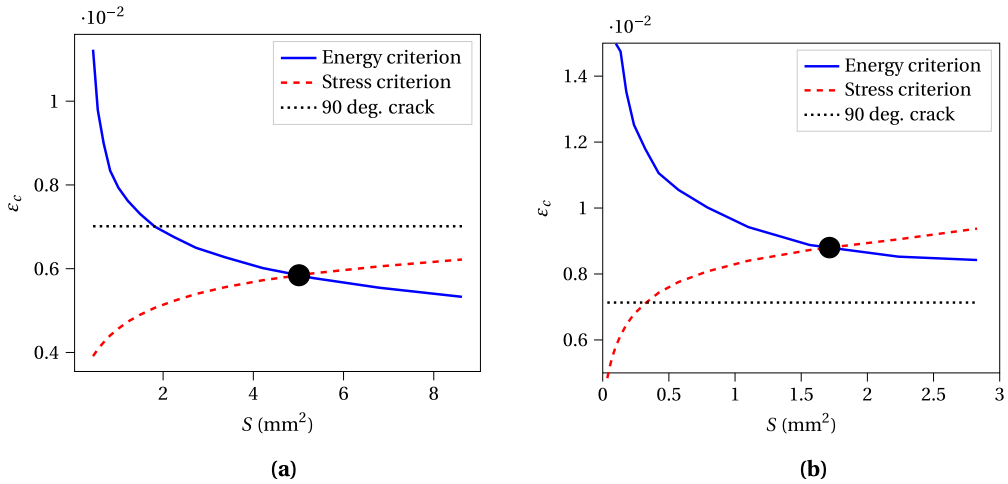 ·10⁻²
Energy criterion
Stress criterion
90 deg. crack
1
0.8
0.6
0.4
ε_c
2
4
6
8
S (mm²)
(a)
·10⁻²
Energy criterion
Stress criterion
90 deg. crack
1.4
1.2
1
0.8
0.6
ε_c
0
0.5
1
1.5
2
2.5
3
S (mm²)
(b)